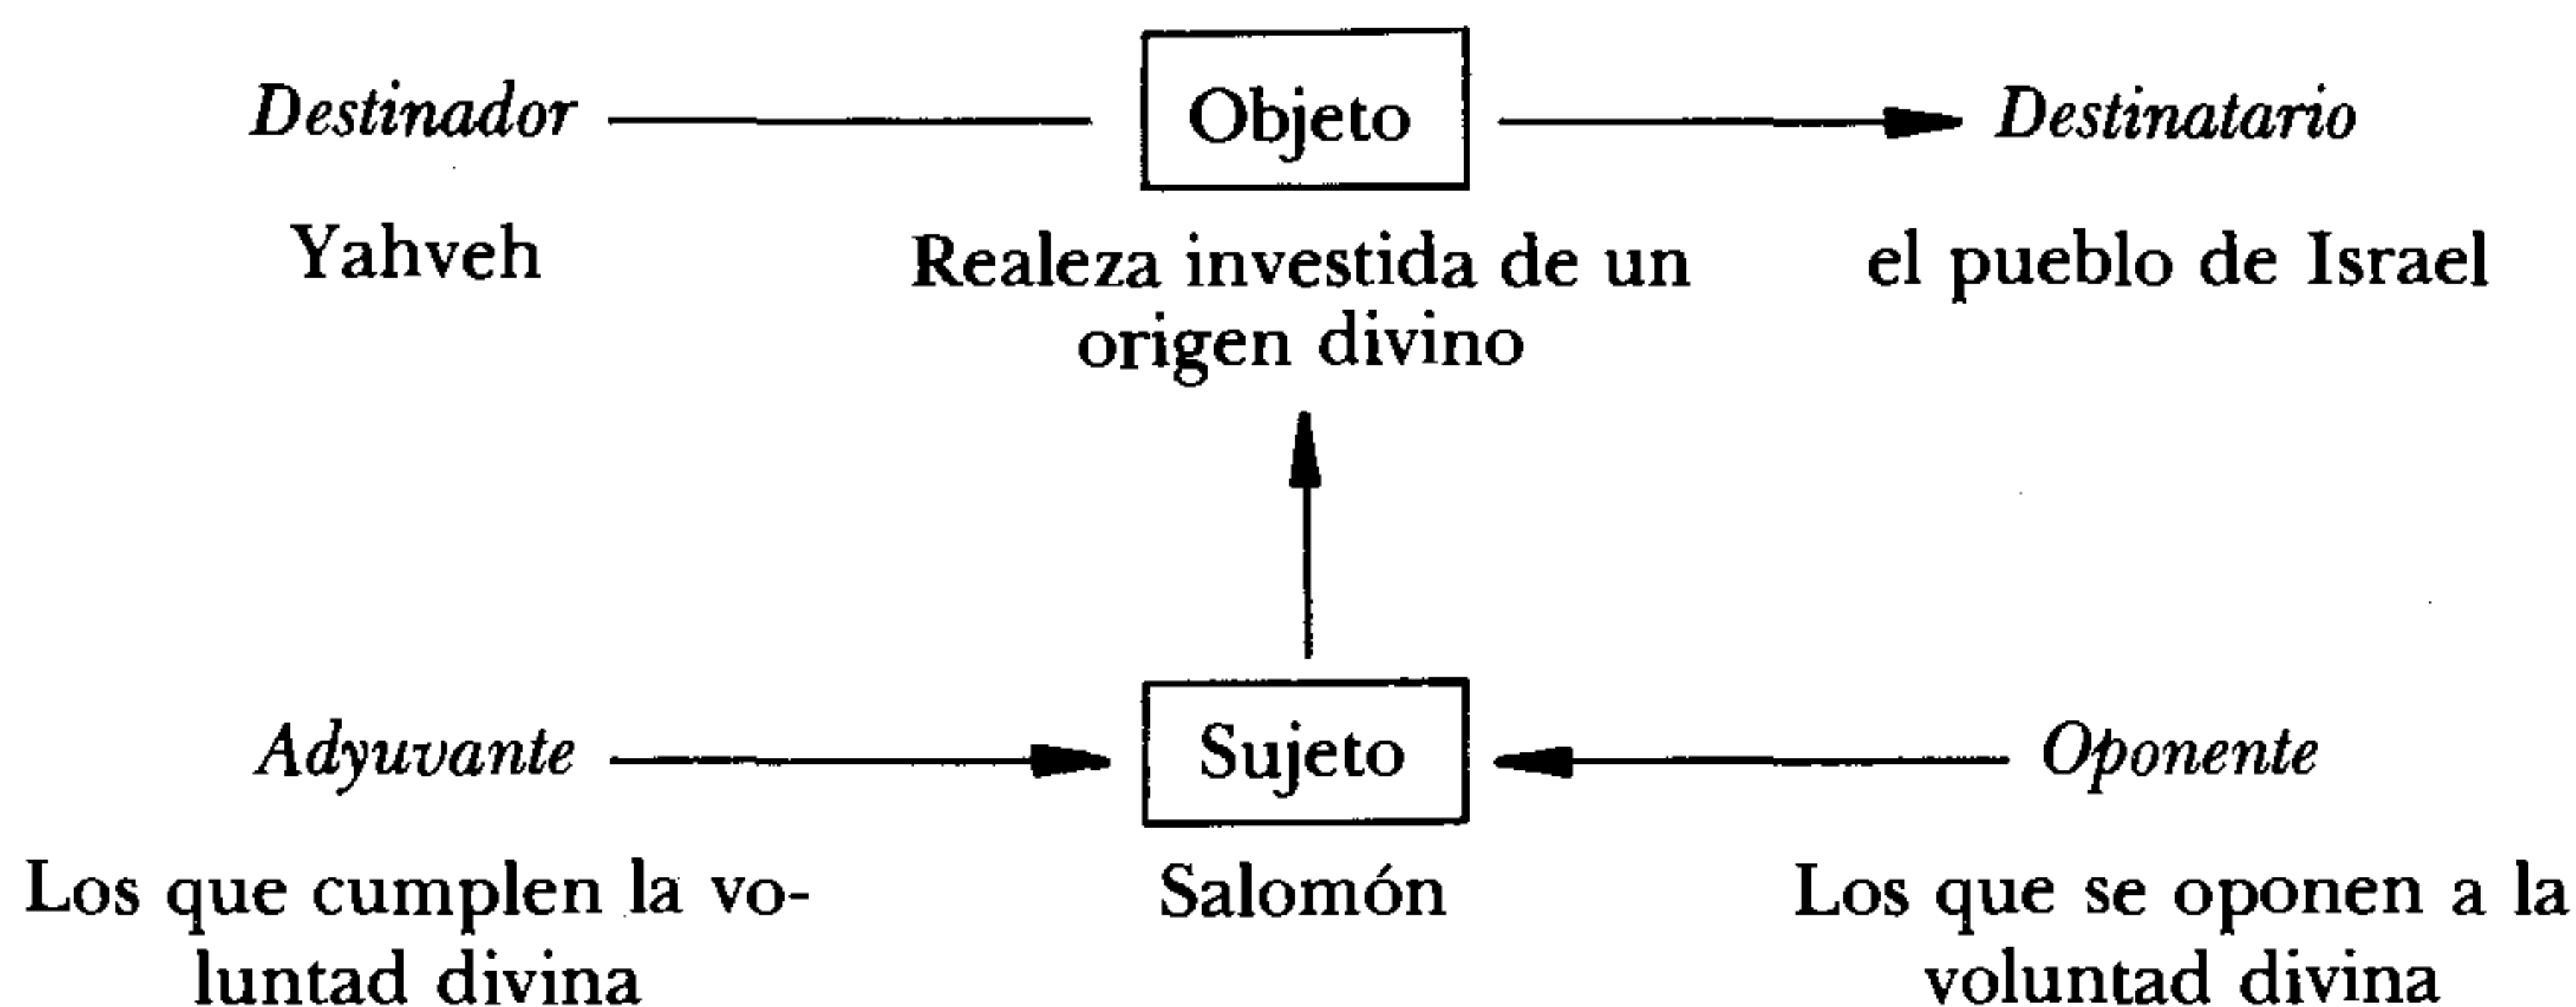 Destinador Objeto Destinatario
Yahveh Realeza investida de un el pueblo de Israel
origen divino
Adyuvante Sujeto Oponente
Los que cumplen la vo- Salomón Los que se oponen a la
luntad divina voluntad divina